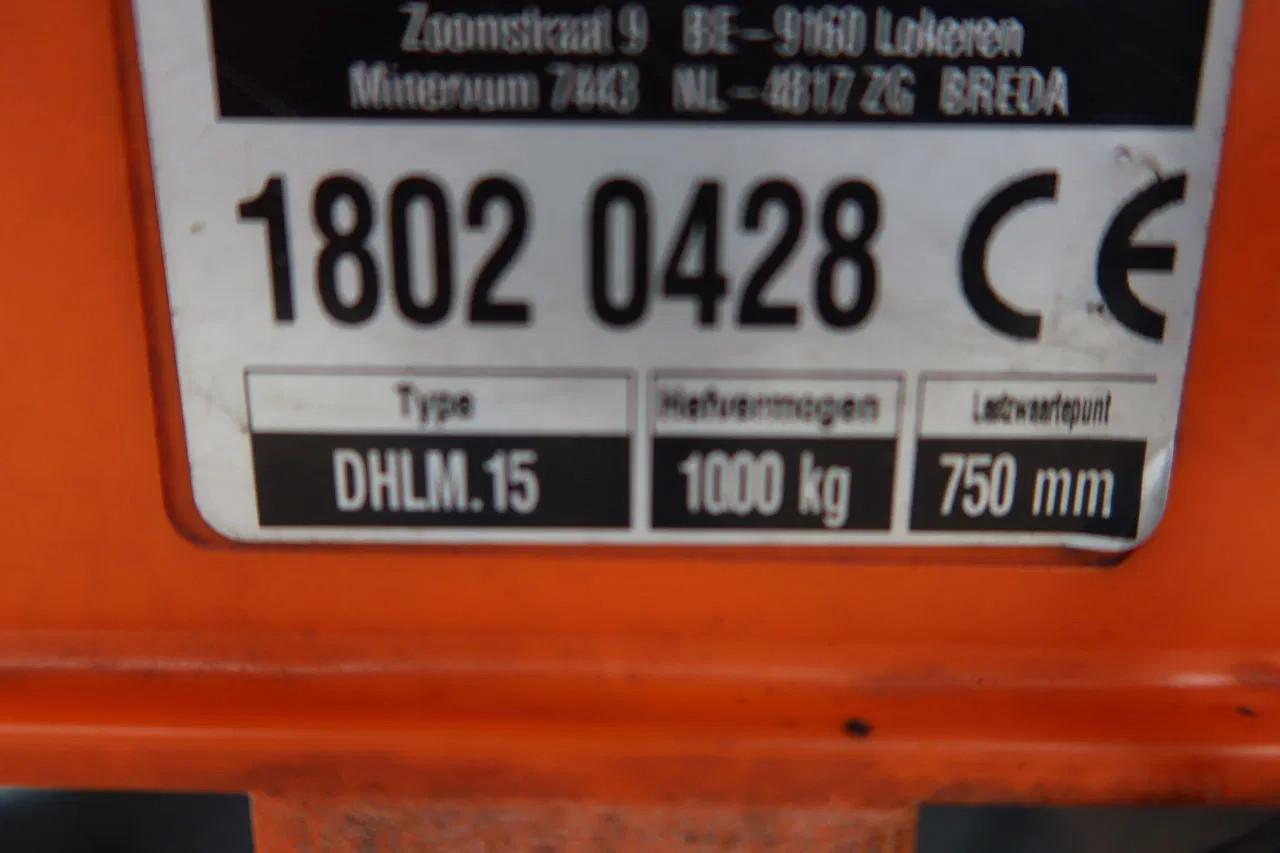 Zoomstraat 9 BE-9160 Lokeren
Minervum 7443 NL-4817 ZG BREDA
1802 0428 CE
Type Hefvermogen Lastzwaartepunt
DHLM.15 1000 kg 750 mm